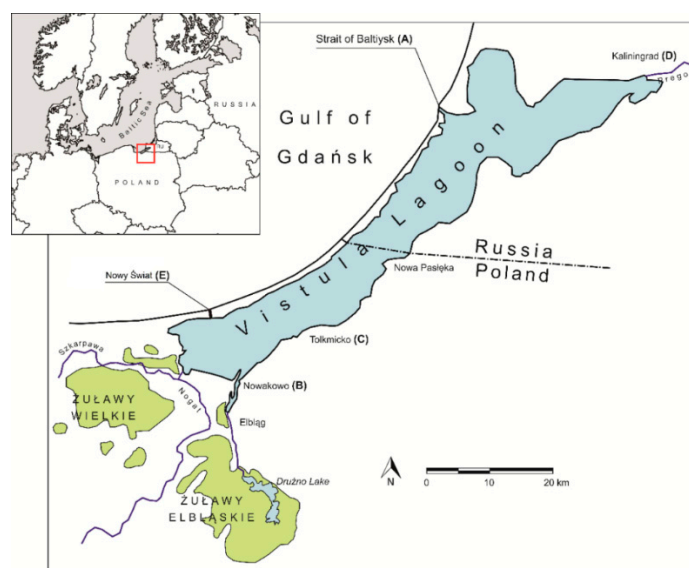 Strait of Baltiysk (A)
Kaliningrad (D)
Pregoł
RUSSIA
Baltic Sea
POLAND
Gulf of
Gdańsk
Vistula Lagoon
Russia
Poland
Nowy Świat (E)
Nowa Pasłęka
Tolkmicko (C)
Szkarpawa
Nowakowo (B)
Nogat
ŻUŁAWY
WIELKIE
Elbląg
Drużno Lake
ŻUŁAWY
ELBLĄSKIE
N
0 10 20 km